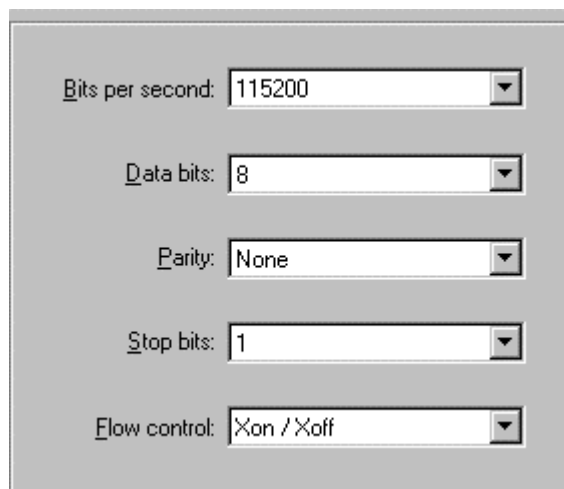 Bits per second: 115200
Data bits: 8
Parity: None
Stop bits: 1
Flow control: Xon / Xoff